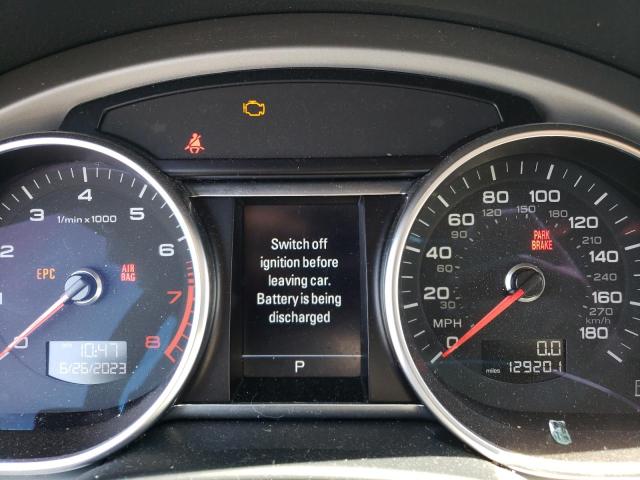 3 4 5
2 1/min x 1000 6
1 EPC AIR BAG 7
0 8
10:47
6/26/2023
Switch off
ignition before
leaving car.
Battery is being
discharged
P
80 100
60 120 150 180 120
90 PARK BRAKE 210
40 140
60 240
20 160
30 270
MPH km/h
0 180
0.0
miles 129201